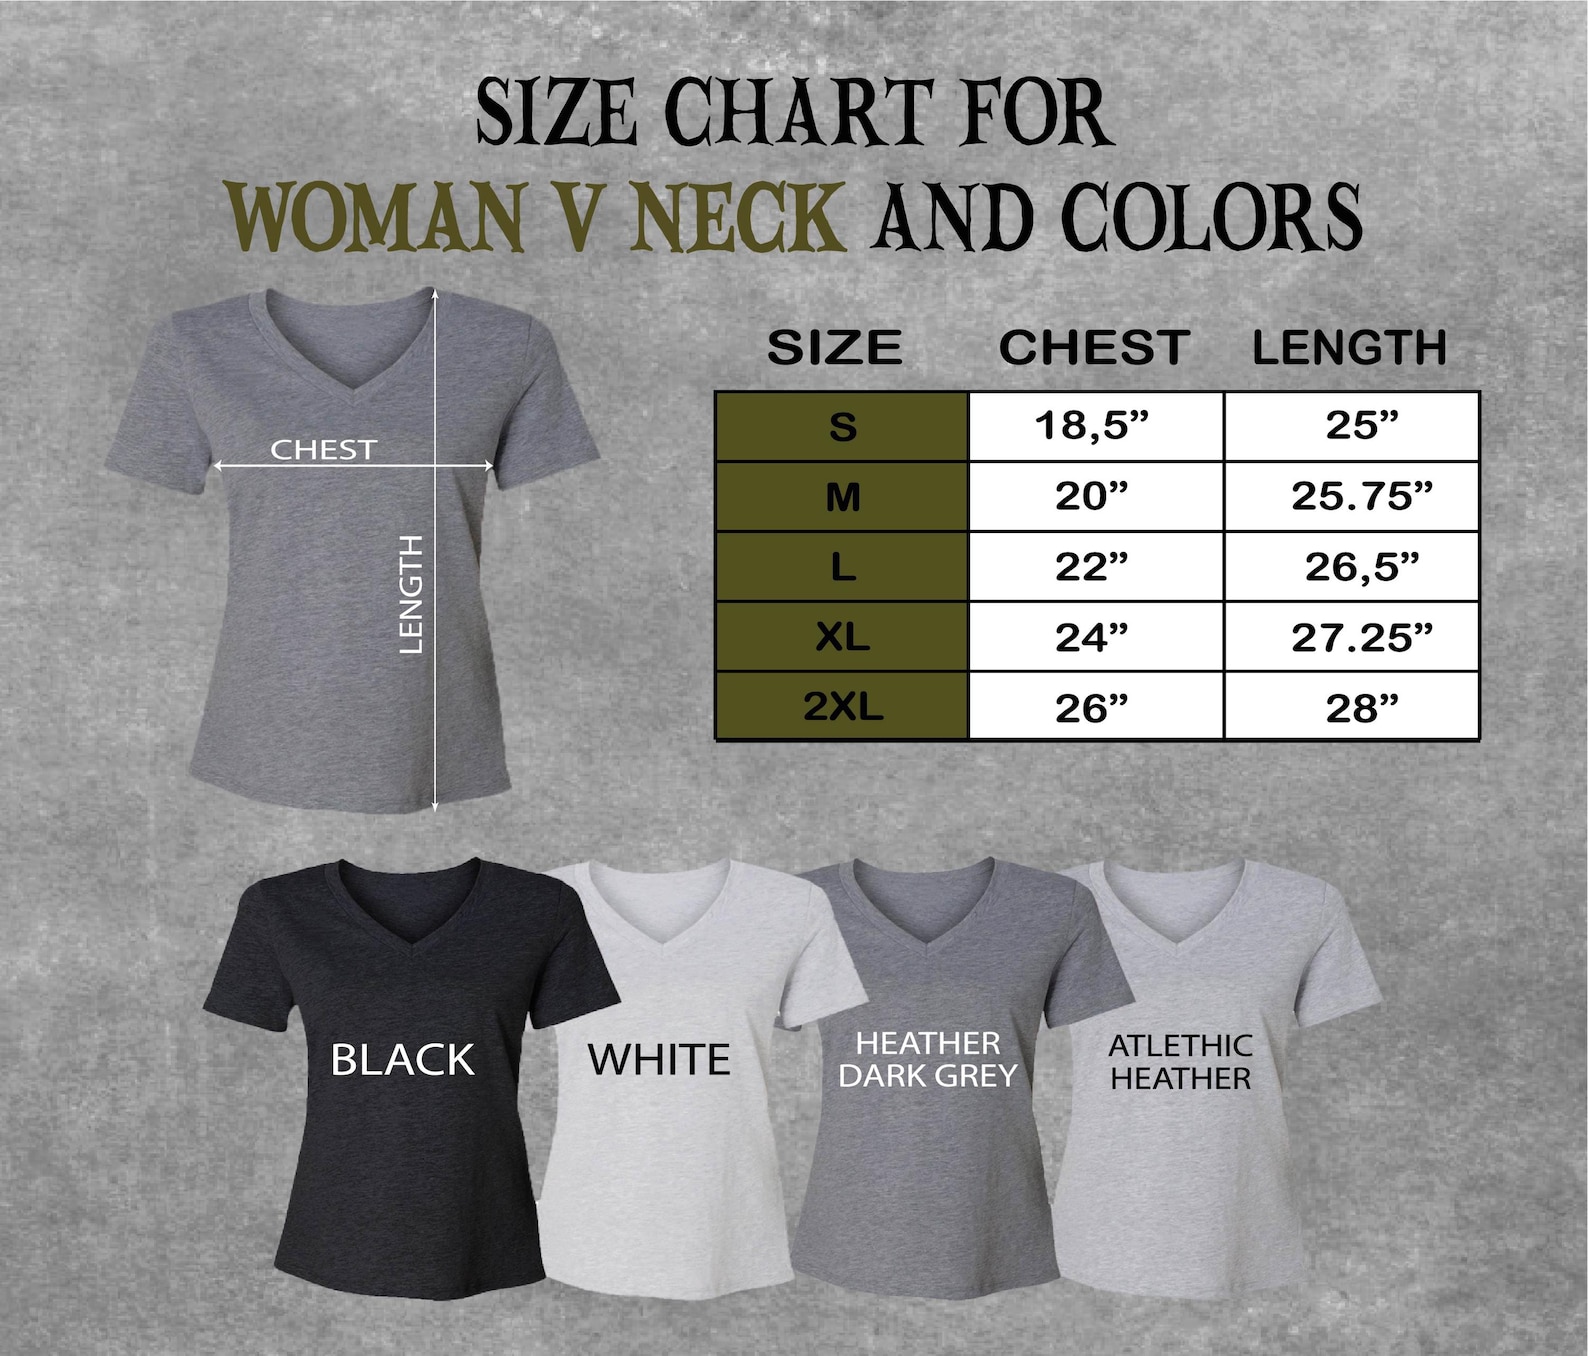 SIZE CHART FOR
WOMAN V NECK AND COLORS
CHEST
LENGTH
SIZE CHEST LENGTH
S 18,5” 25”
M 20” 25.75”
L 22” 26,5”
XL 24” 27.25”
2XL 26” 28”
BLACK
WHITE
HEATHER
DARK GREY
ATLETHIC
HEATHER